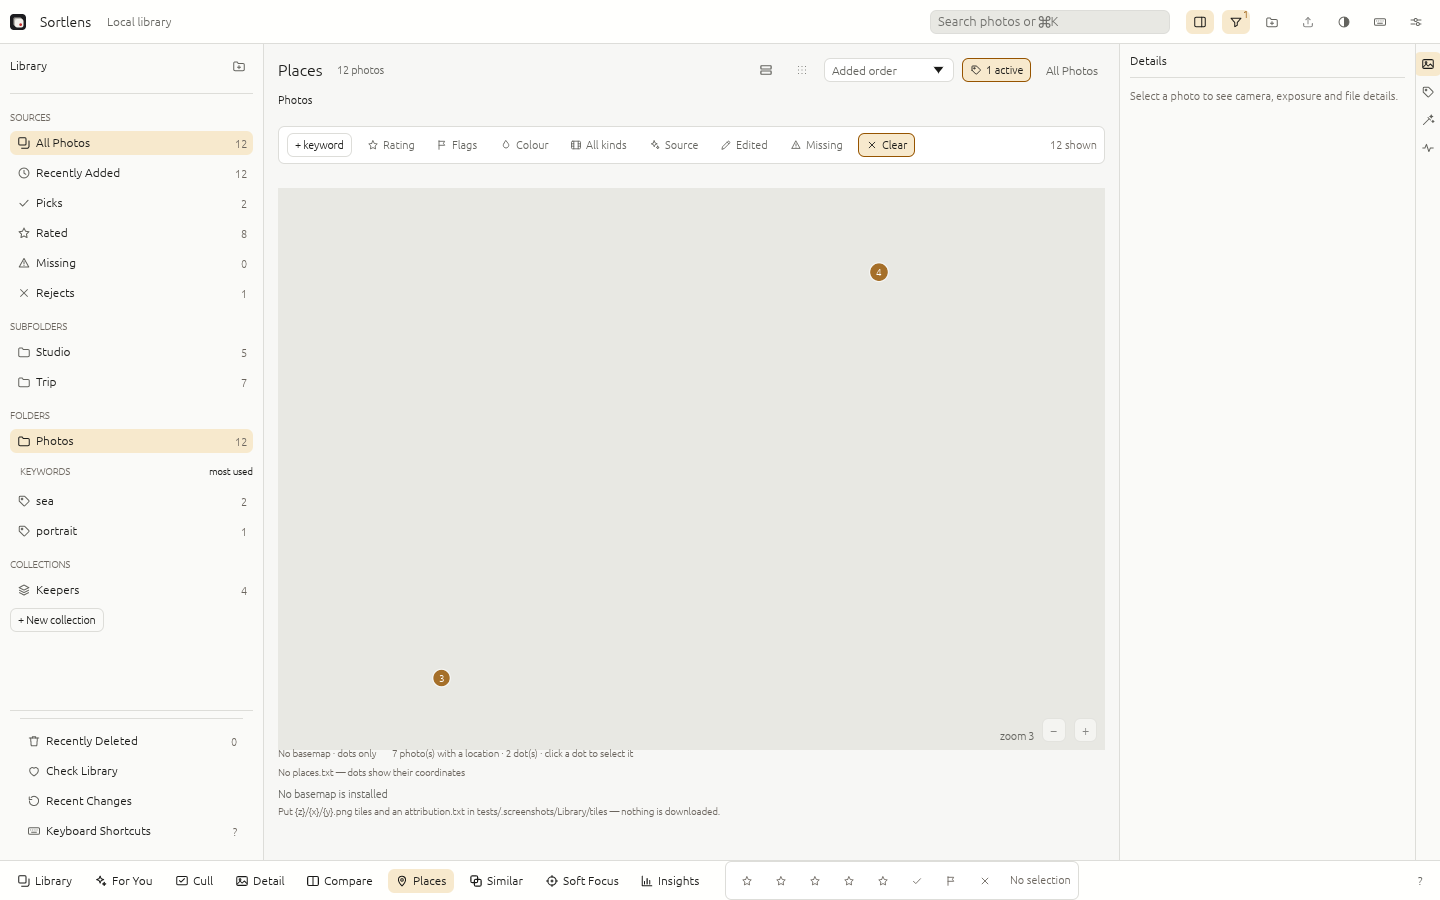 Sortlens Local library Search photos or ⌘K 1
Library
SOURCES
All Photos 12
Recently Added 12
Picks 2
Rated 8
Missing 0
Rejects 1
SUBFOLDERS
Studio 5
Trip 7
FOLDERS
Photos 12
KEYWORDS most used
sea 2
portrait 1
COLLECTIONS
Keepers 4
+ New collection
Recently Deleted 0
Check Library
Recent Changes
Keyboard Shortcuts ?
Places 12 photos Added order 1 active All Photos
Photos
+ keyword Rating Flags Colour All kinds Source Edited Missing Clear 12 shown
4
3
zoom 3 − +
No basemap · dots only 7 photo(s) with a location · 2 dot(s) · click a dot to select it
No places.txt — dots show their coordinates
No basemap is installed
Put {z}/{x}/{y}.png tiles and an attribution.txt in tests/.screenshots/Library/tiles — nothing is downloaded.
Details
Select a photo to see camera, exposure and file details.
Library For You Cull Detail Compare Places Similar Soft Focus Insights No selection ?